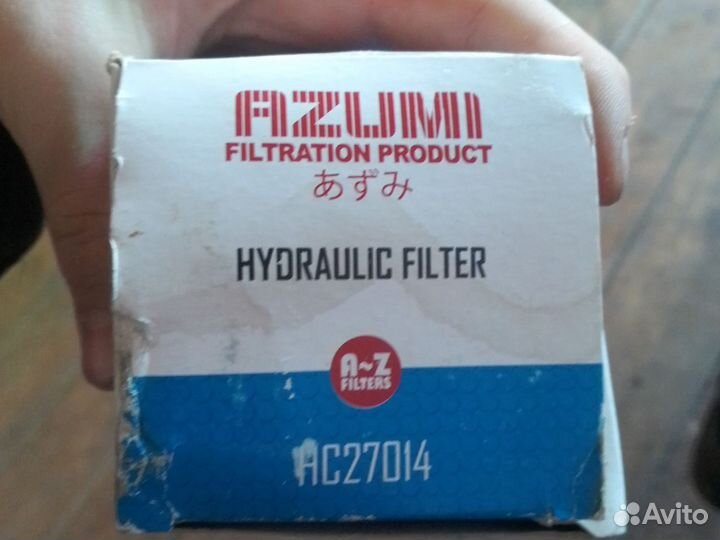 AZUMI
FILTRATION PRODUCT
あずみ
HYDRAULIC FILTER
A~Z
FILTERS
AC27014
Avito